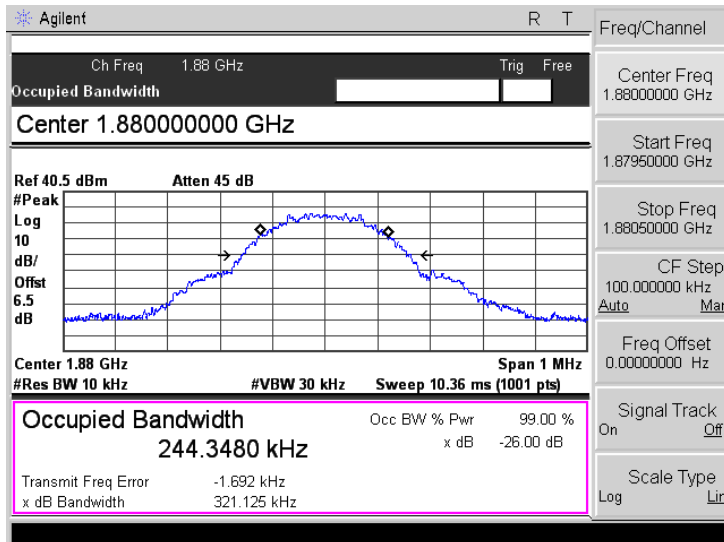 Agilent R T
Ch Freq 1.88 GHz Trig Free
Occupied Bandwidth
Center 1.880000000 GHz
Ref 40.5 dBm Atten 45 dB
#Peak
Log
10
dB/
Offst
6.5
dB
Center 1.88 GHz Span 1 MHz
#Res BW 10 kHz #VBW 30 kHz Sweep 10.36 ms (1001 pts)
Occupied Bandwidth Occ BW % Pwr 99.00 %
244.3480 kHz x dB -26.00 dB
Transmit Freq Error -1.692 kHz
x dB Bandwidth 321.125 kHz
Freq/Channel
Center Freq
1.88000000 GHz
Start Freq
1.87950000 GHz
Stop Freq
1.88050000 GHz
CF Step
100.000000 kHz
Auto Man
Freq Offset
0.00000000 Hz
Signal Track
On Off
Scale Type
Log Lin